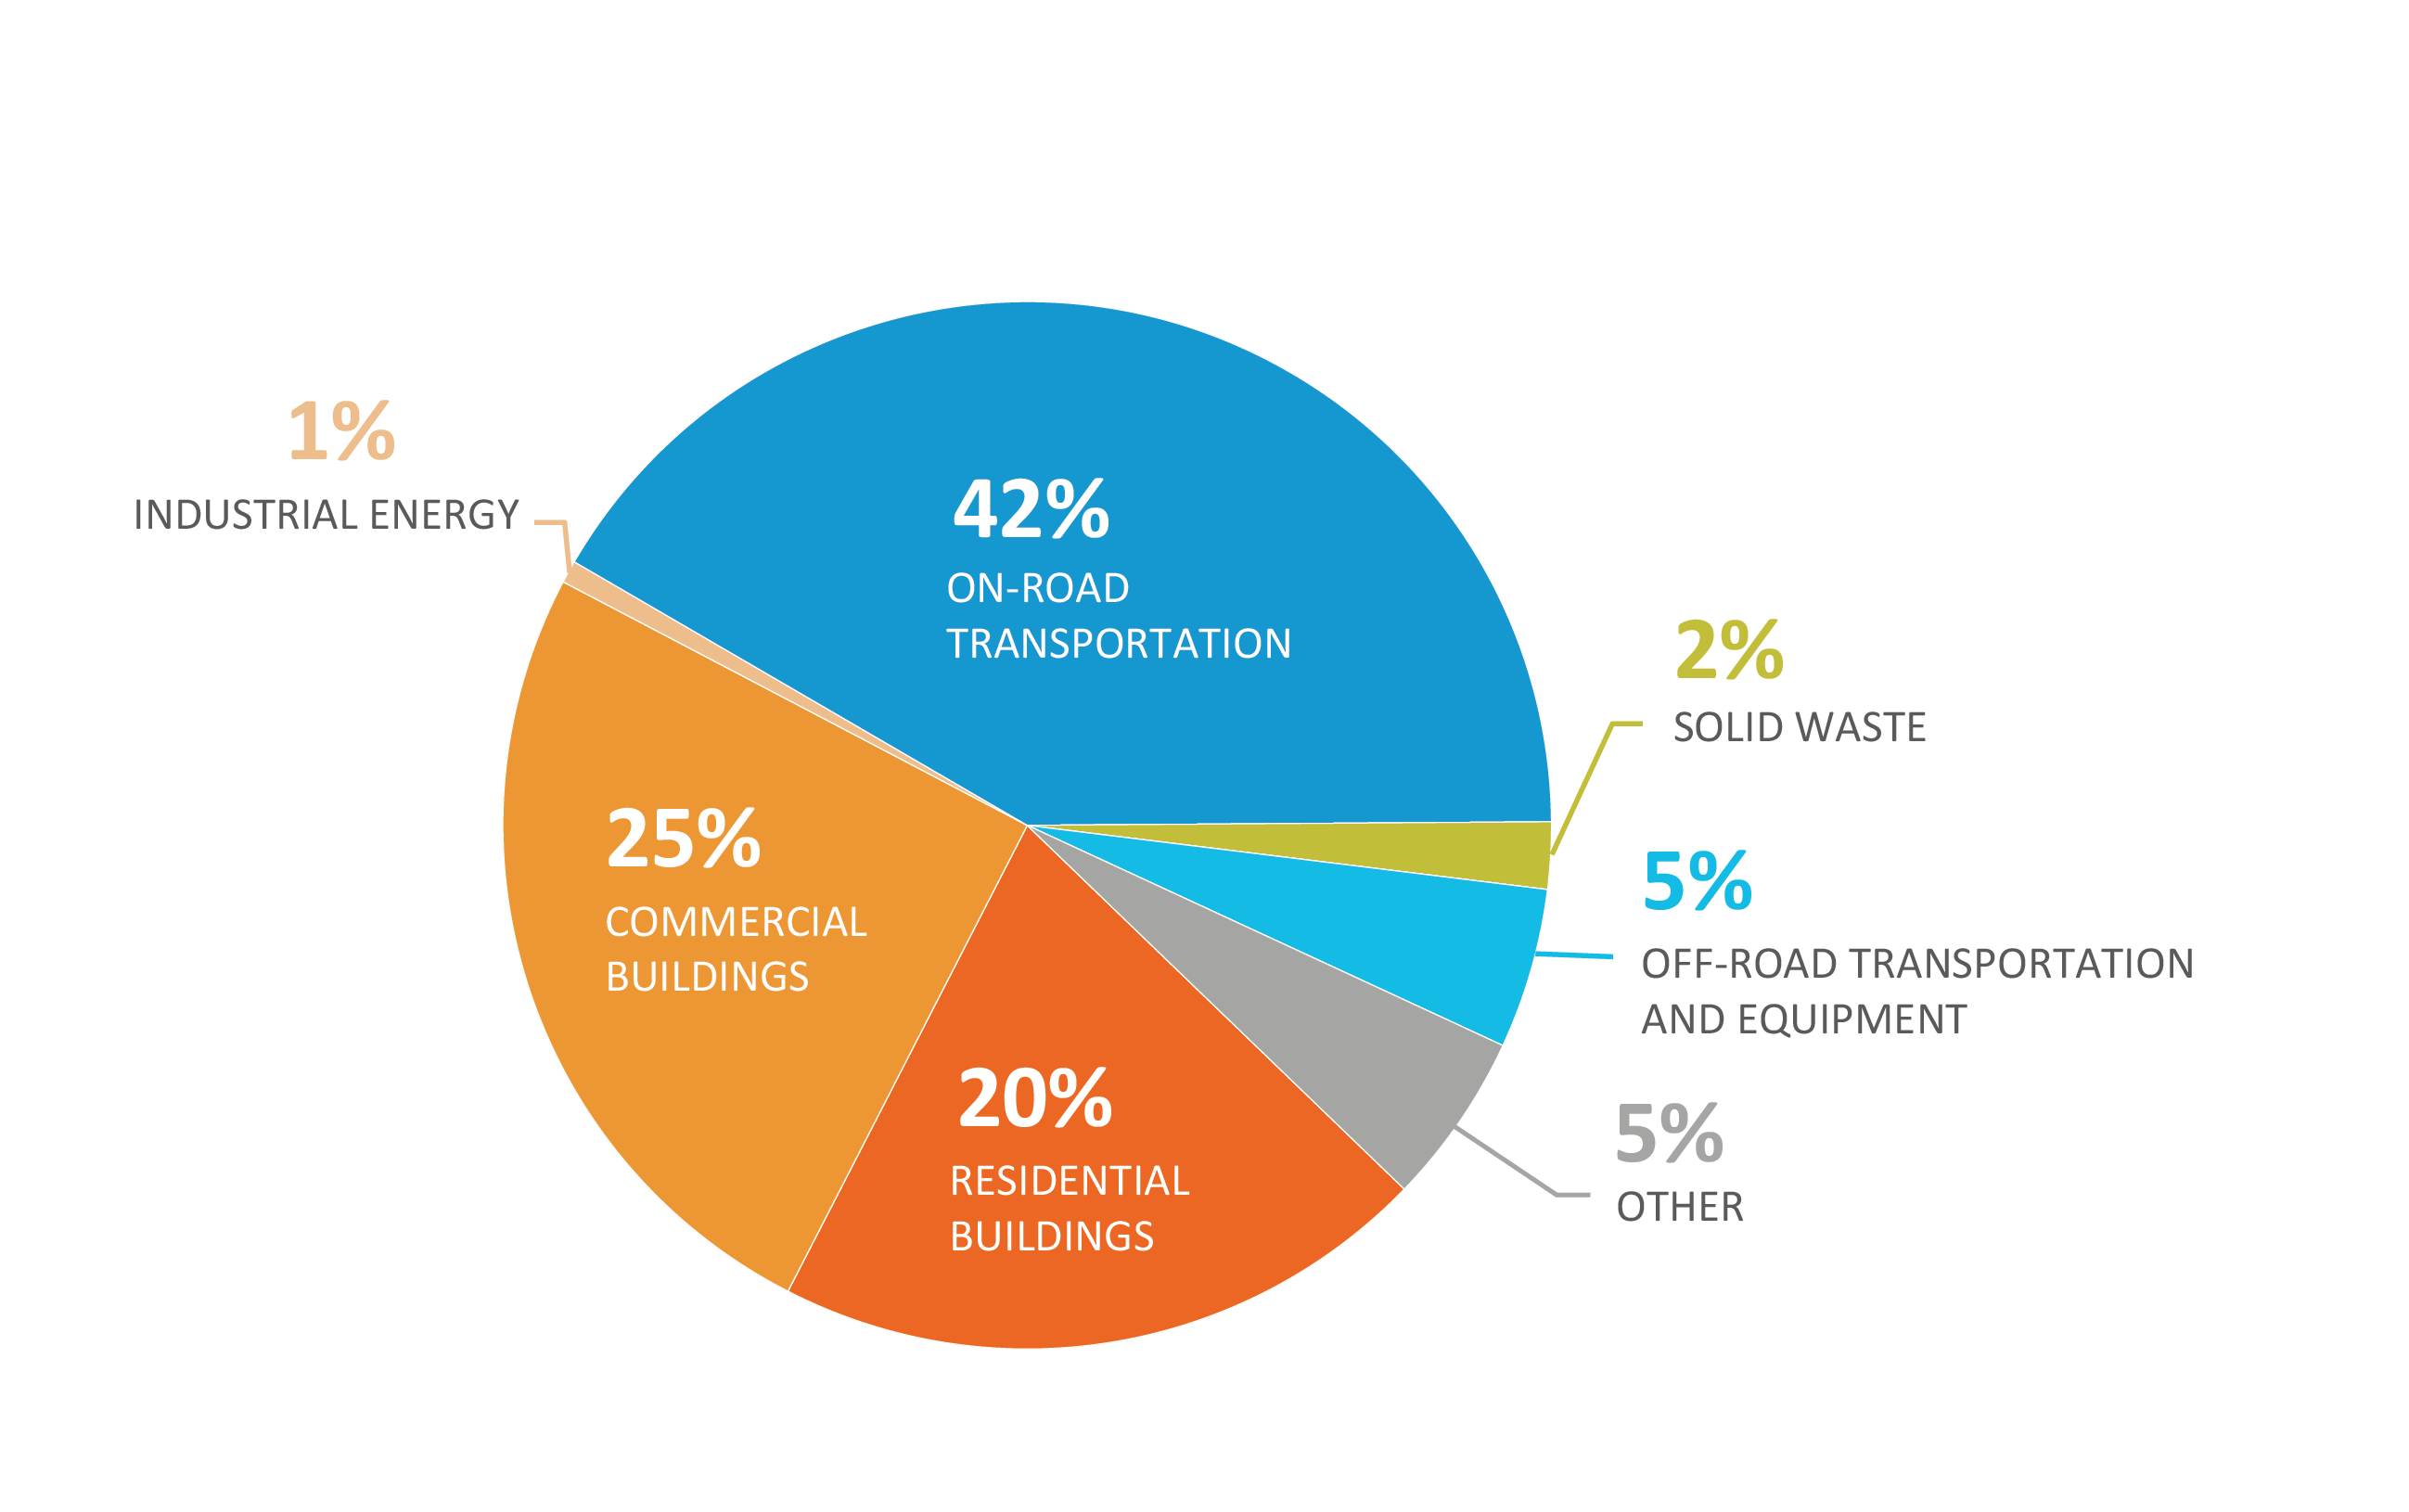 1%
INDUSTRIAL ENERGY
42%
ON-ROAD
TRANSPORTATION
2%
SOLID WASTE
25%
COMMERCIAL
BUILDINGS
5%
OFF-ROAD TRANSPORTATION
AND EQUIPMENT
20%
RESIDENTIAL
BUILDINGS
5%
OTHER